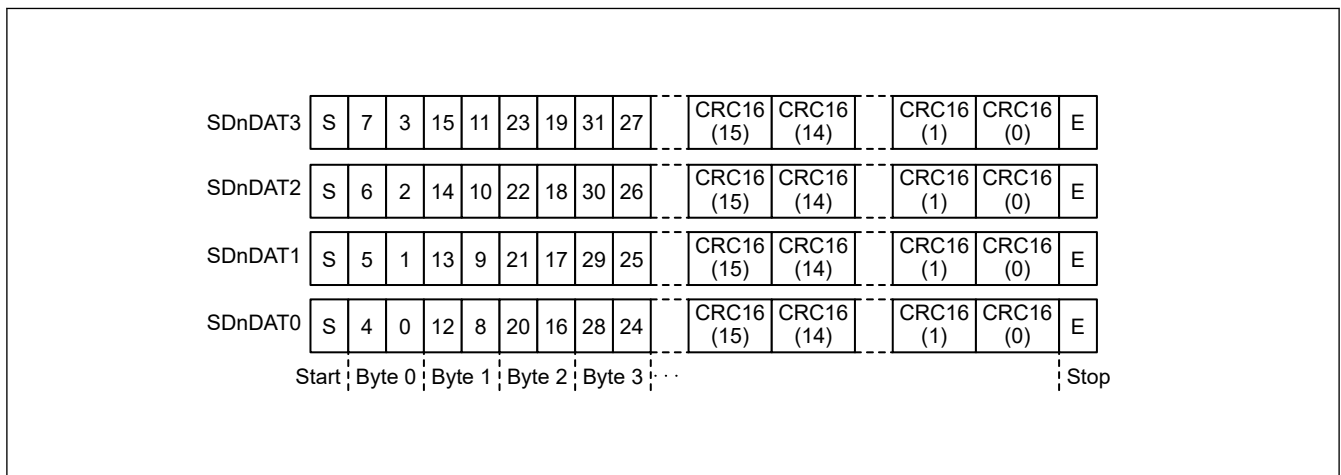 SDnDAT3 S 7 3 15 11 23 19 31 27 CRC16 (15) CRC16 (14) CRC16 (1) CRC16 (0) E
SDnDAT2 S 6 2 14 10 22 18 30 26 CRC16 (15) CRC16 (14) CRC16 (1) CRC16 (0) E
SDnDAT1 S 5 1 13 9 21 17 29 25 CRC16 (15) CRC16 (14) CRC16 (1) CRC16 (0) E
SDnDAT0 S 4 0 12 8 20 16 28 24 CRC16 (15) CRC16 (14) CRC16 (1) CRC16 (0) E
Start Byte 0 Byte 1 Byte 2 Byte 3 · · · Stop